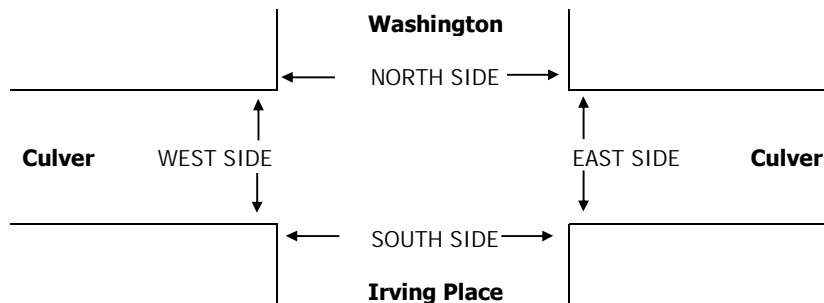 Washington
NORTH SIDE
Culver WEST SIDE EAST SIDE Culver
SOUTH SIDE
Irving Place